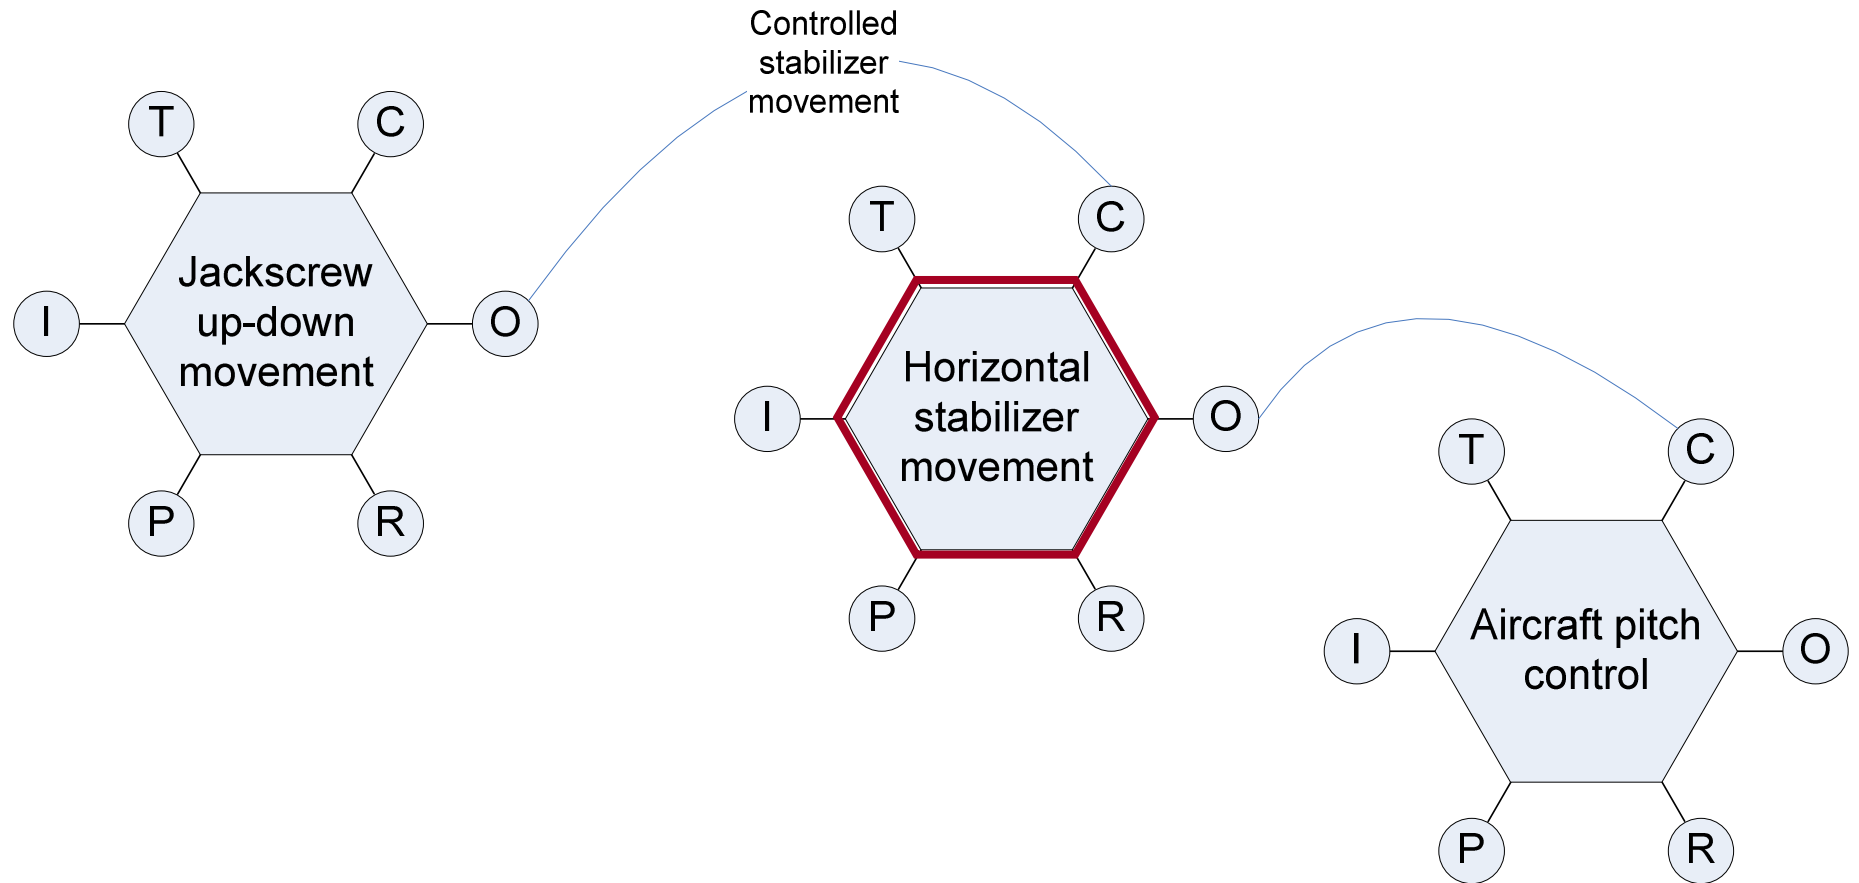 Controlled
stabilizer
movement
T
C
Jackscrew
up-down
movement
I
O
P
R
T
C
Horizontal
stabilizer
movement
I
O
P
R
T
C
Aircraft pitch
control
I
O
P
R